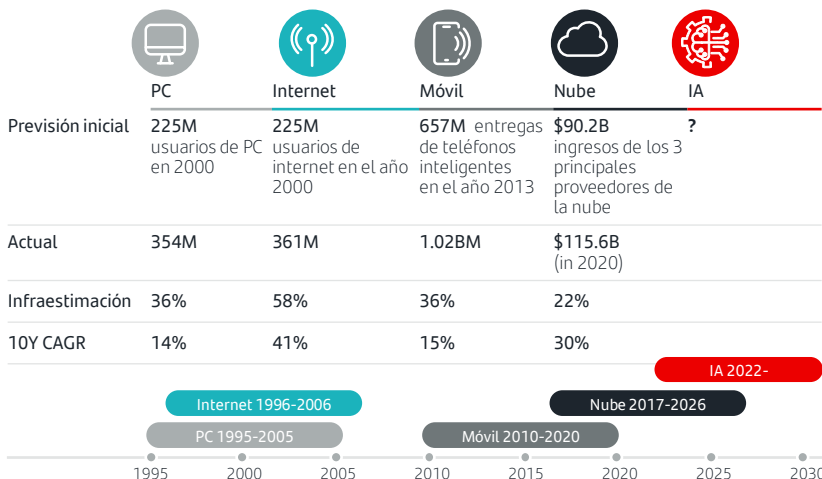 PC Internet Móvil Nube IA
Previsión inicial 225M 225M 657M entregas $90.2B ?
usuarios de PC usuarios de de teléfonos ingresos de los 3
en 2000 internet en el año inteligentes principales
2000 en el año 2013 proveedores de
la nube
Actual 354M 361M 1.02BM $115.6B
(in 2020)
Infraestimación 36% 58% 36% 22%
10Y CAGR 14% 41% 15% 30%
IA 2022-
Internet 1996-2006 Nube 2017-2026
PC 1995-2005 Móvil 2010-2020
1995 2000 2005 2010 2015 2020 2025 2030